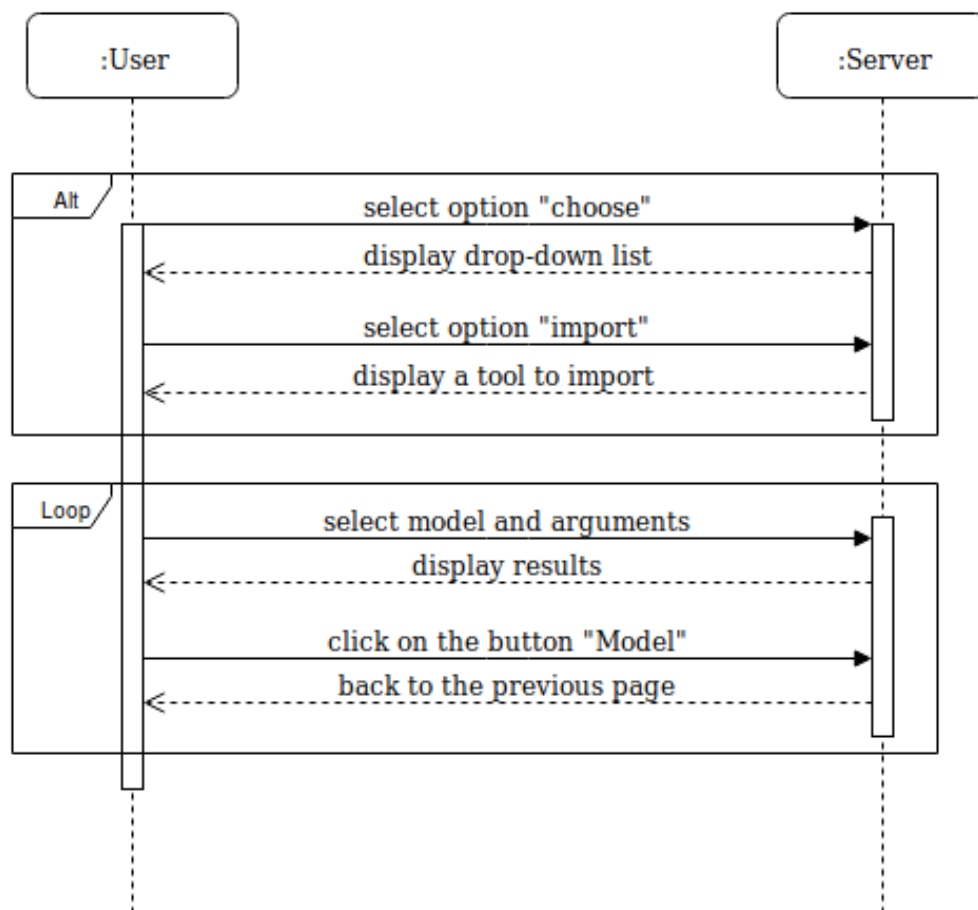 :User
:Server
Alt
select option "choose"
display drop-down list
select option "import"
display a tool to import
Loop
select model and arguments
display results
click on the button "Model"
back to the previous page